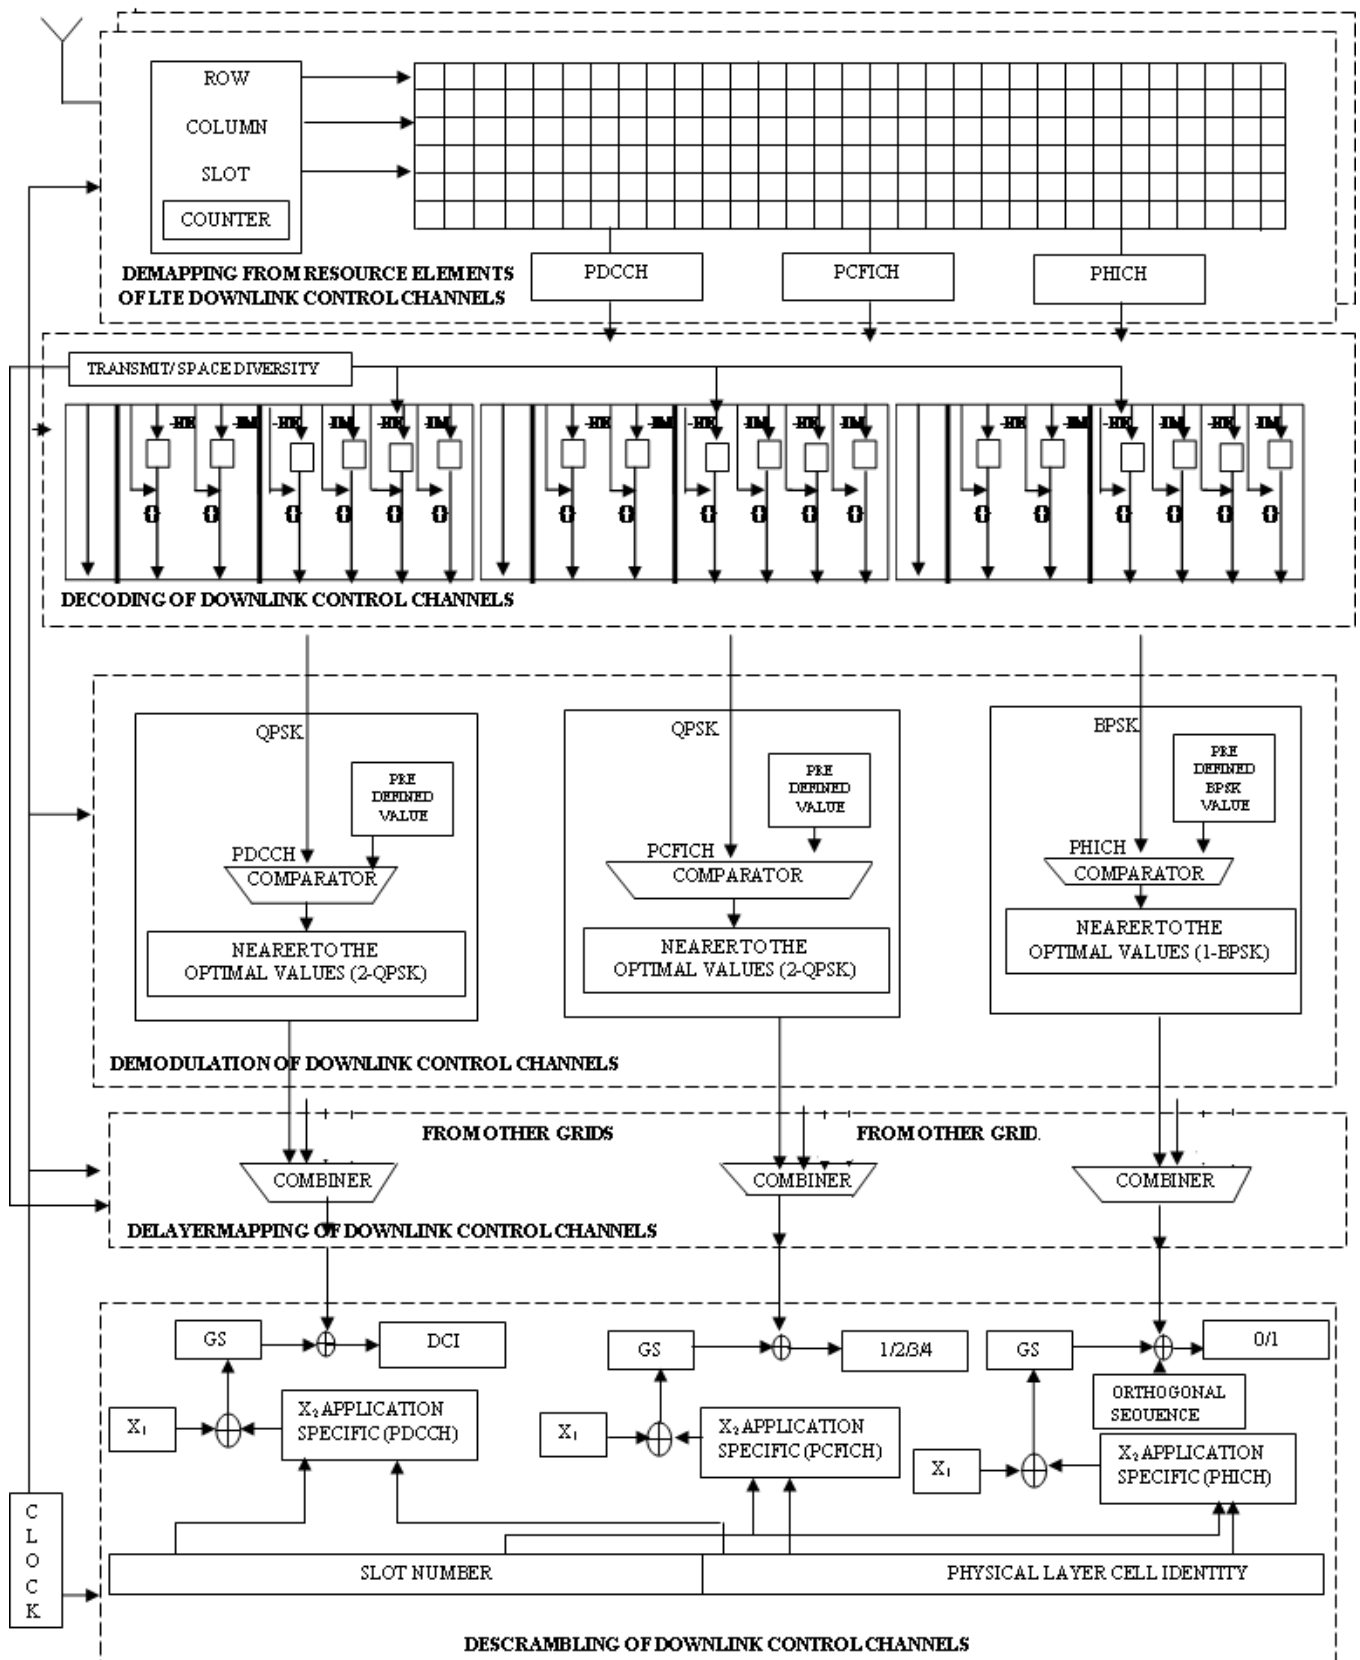 ROW
COLUMN
SLOT
COUNTER
DEMAPPING FROM RESOURCE ELEMENTS
OF LTE DOWNLINK CONTROL CHANNELS
PDCCH
PCFICH
PHICH
TRANSMIT/SPACE DIVERSITY
DECODING OF DOWNLINK CONTROL CHANNELS
QPSK
QPSK
BPSK
PRE
DEFINED
VALUE
PRE
DEFINED
VALUE
PRE
DEFINED
BPSK
VALUE
PDCCH
PCFICH
PHICH
COMPARATOR
COMPARATOR
COMPARATOR
NEARER TO THE
OPTIMAL VALUES (2-QPSK)
NEARER TO THE
OPTIMAL VALUES (2-QPSK)
NEARER TO THE
OPTIMAL VALUES (1-BPSK)
DEMODULATION OF DOWNLINK CONTROL CHANNELS
FROM OTHER GRIDS
FROM OTHER GRID.
COMBINER
COMBINER
COMBINER
DELAYERMAPPING OF DOWNLINK CONTROL CHANNELS
GS
DCI
GS
1/2/3/4
GS
0/1
ORTHOGONAL
SEQUENCE
X1
X2 APPLICATION
SPECIFIC (PDCCH)
X1
X2 APPLICATION
SPECIFIC (PCFICH)
X1
X2 APPLICATION
SPECIFIC (PHICH)
CLOCK
SLOT NUMBER
PHYSICAL LAYER CELL IDENTITY
DESCRAMBLING OF DOWNLINK CONTROL CHANNELS